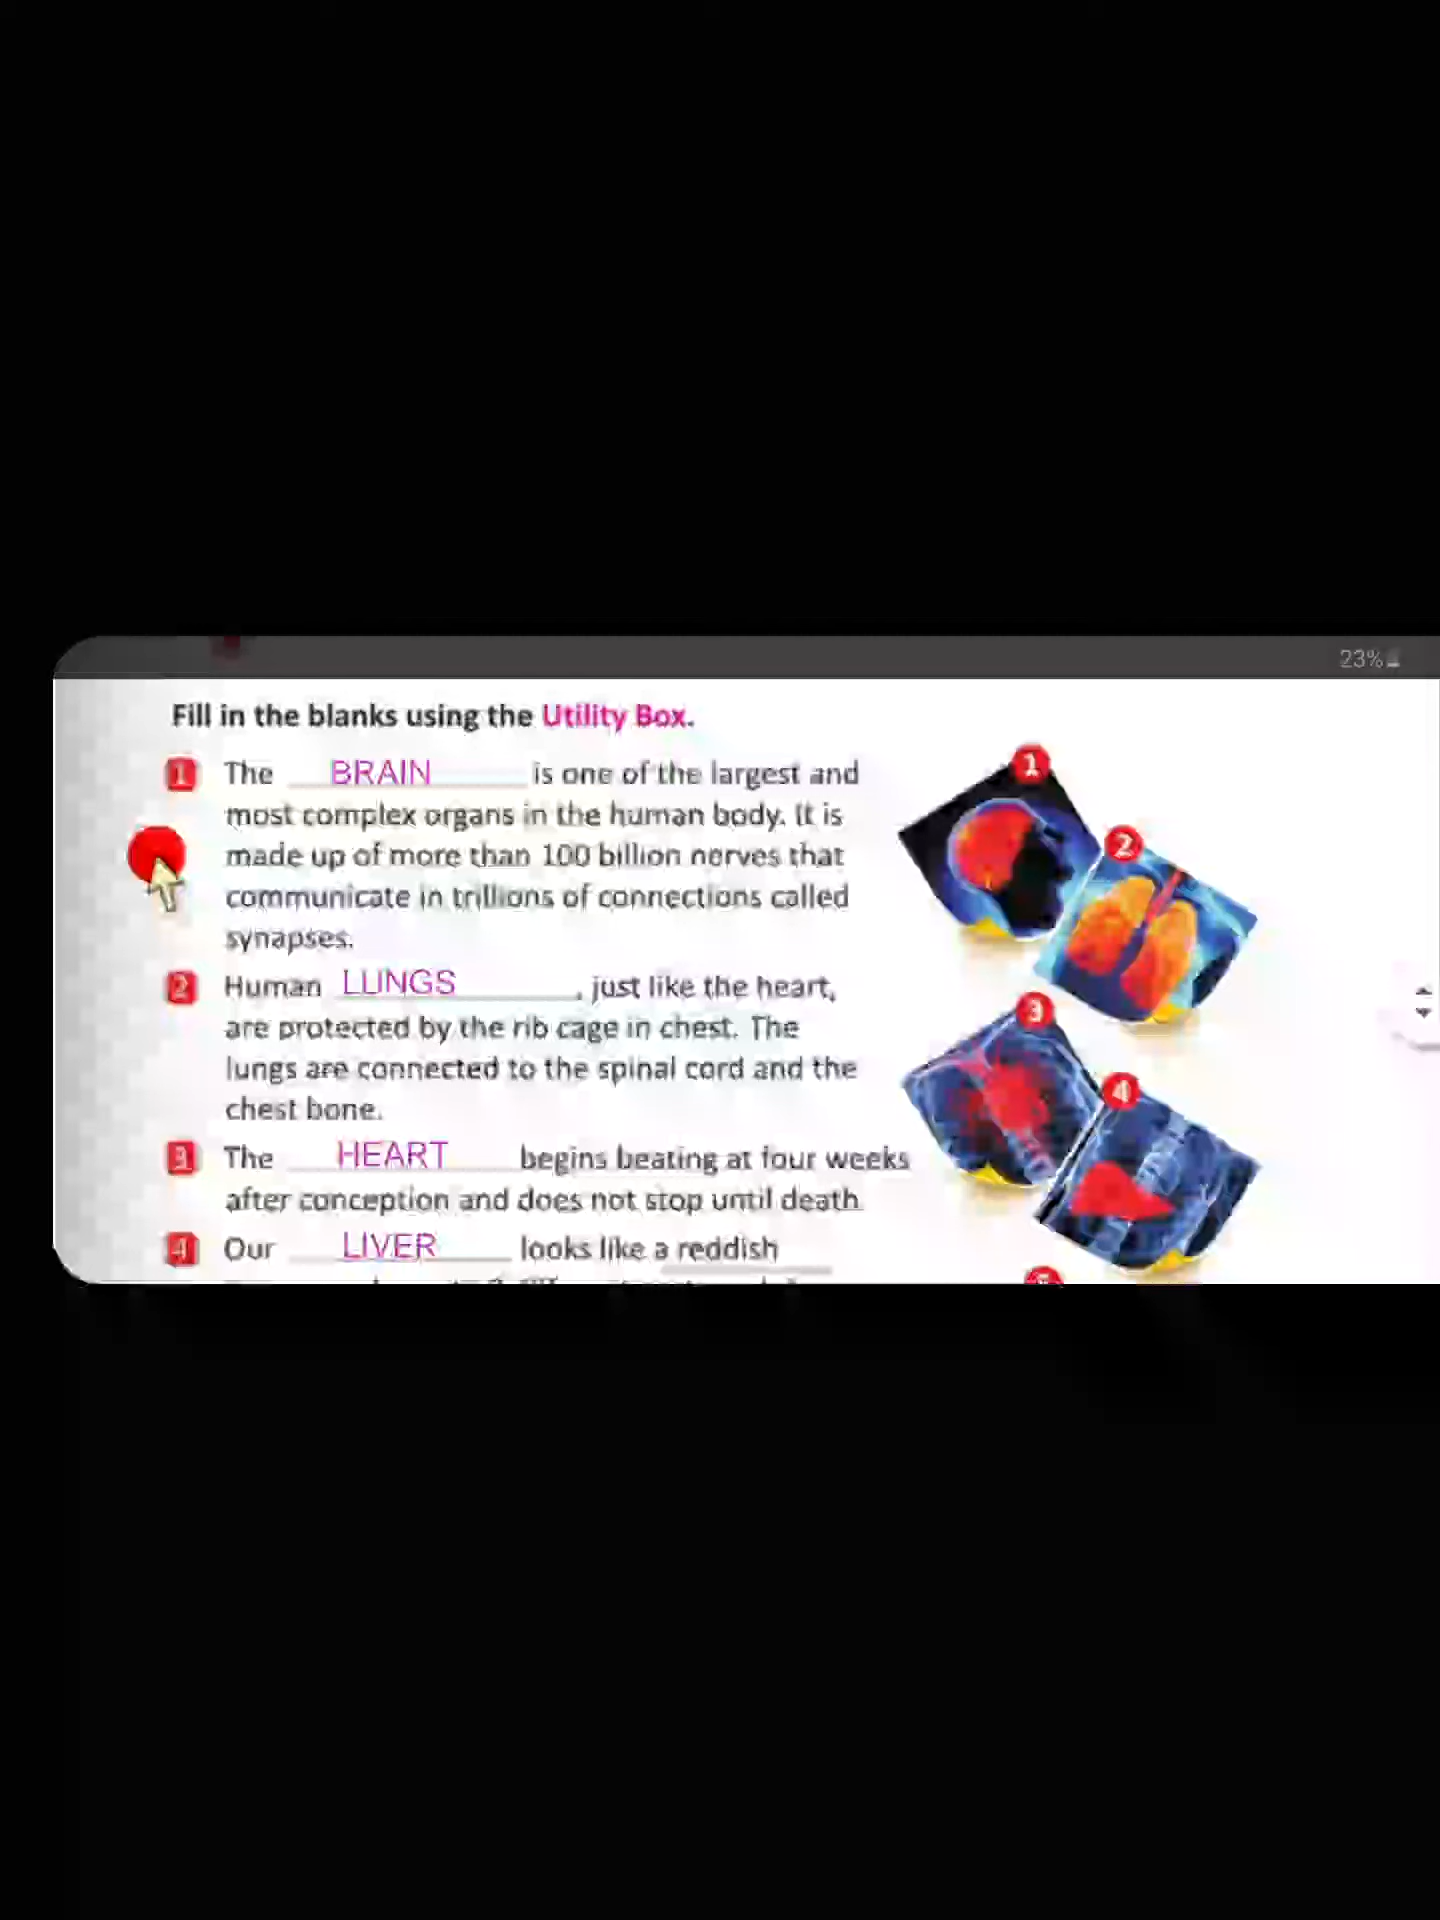 23%
Fill in the blanks using the Utility Box.
1 The BRAIN is one of the largest and
most complex organs in the human body. It is
made up of more than 100 billion nerves that
communicate in trillions of connections called
synapses.
2 Human LUNGS, just like the heart,
are protected by the rib cage in chest. The
lungs are connected to the spinal cord and the
chest bone.
3 The HEART begins beating at four weeks
after conception and does not stop until death.
4 Our LIVER looks like a reddish
1
2
3
4
5